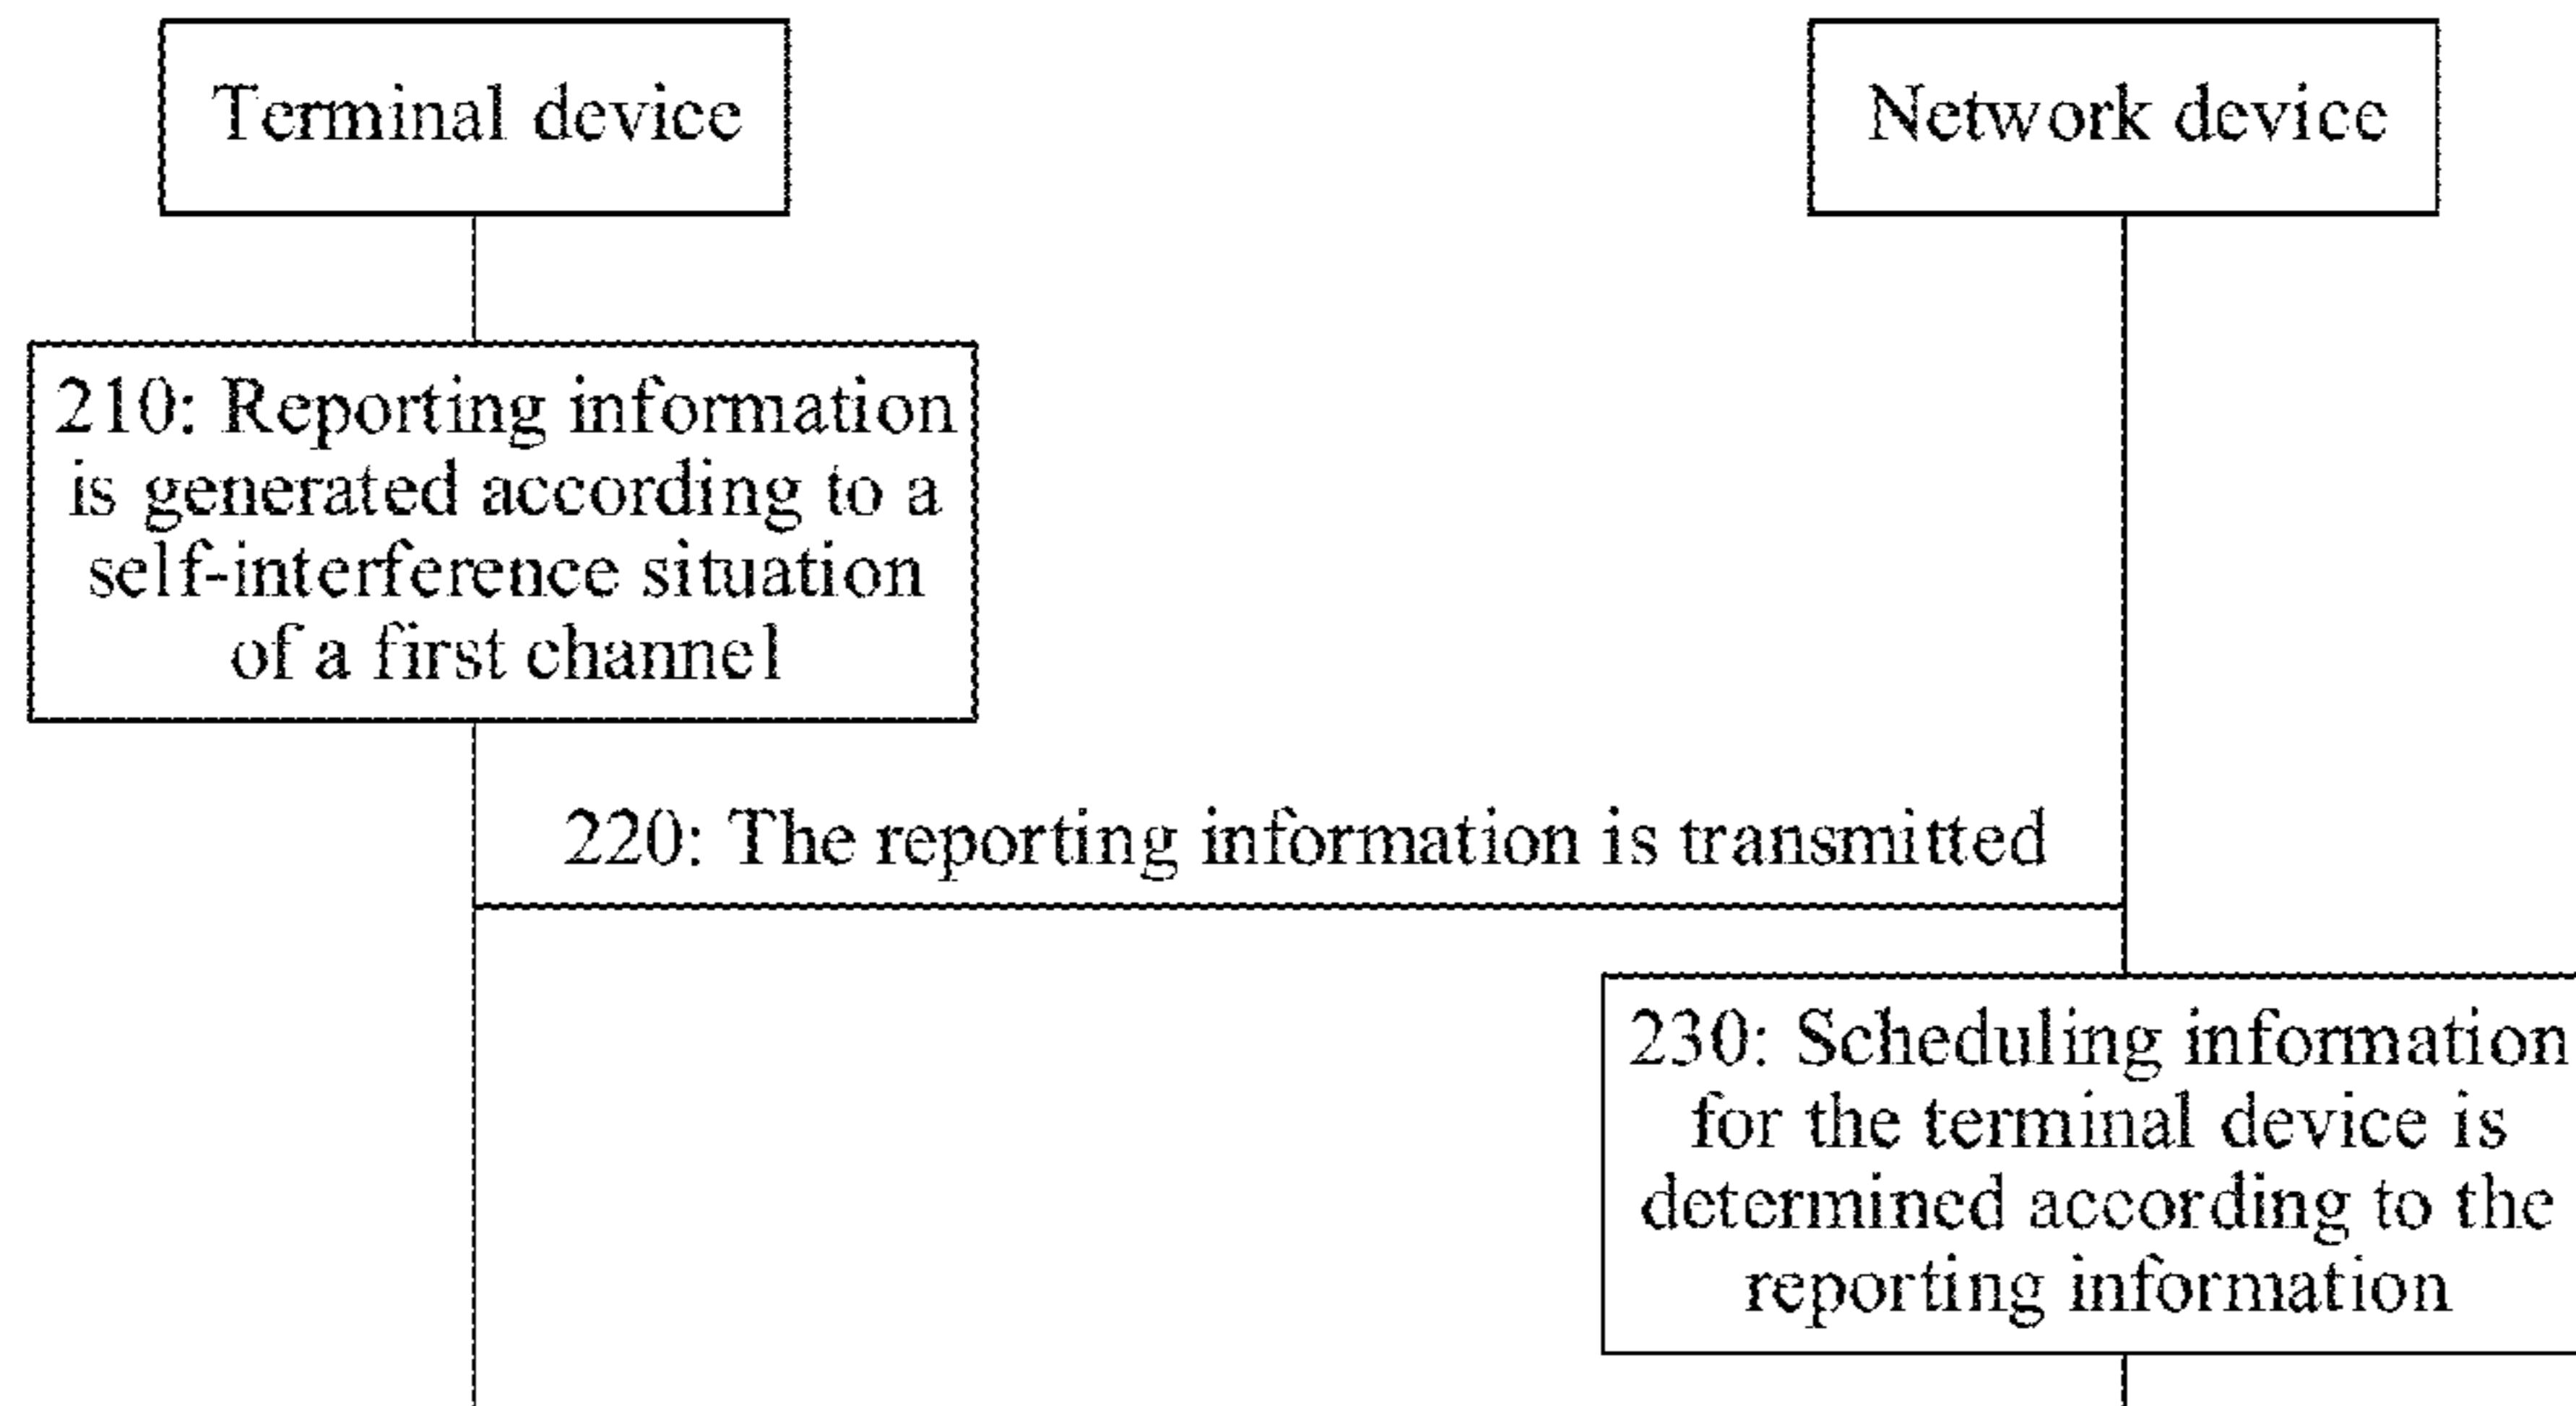 Terminal device
Network device
210: Reporting information
is generated according to a
self-interference situation
of a first channel
220: The reporting information is transmitted
230: Scheduling information
for the terminal device is
determined according to the
reporting information